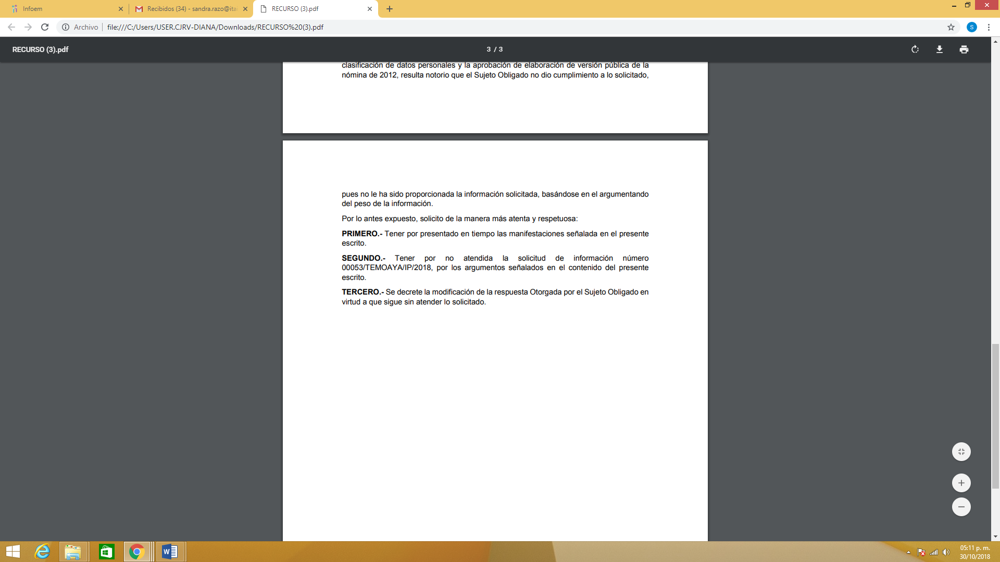 Infoem
Recibidos (34) - sandra.razo@ita
RECURSO (3).pdf
Archivo
file:///C:/Users/USER.CJRV-DIANA/Downloads/RECURSO%20(3).pdf
S
RECURSO (3).pdf
3 / 3
clasificación de datos personales y la aprobación de elaboración de versión pública de la
nómina de 2012, resulta notorio que el Sujeto Obligado no dio cumplimiento a lo solicitado,
pues no le ha sido proporcionada la información solicitada, basándose en el argumentando
del peso de la información.
Por lo antes expuesto, solicito de la manera más atenta y respetuosa:
PRIMERO.- Tener por presentado en tiempo las manifestaciones señalada en el presente
escrito.
SEGUNDO.- Tener por no atendida la solicitud de información número
00053/TEMOAYA/IP/2018, por los argumentos señalados en el contenido del presente
escrito.
TERCERO.- Se decrete la modificación de la respuesta Otorgada por el Sujeto Obligado en
virtud a que sigue sin atender lo solicitado.
05:11 p. m.
30/10/2018